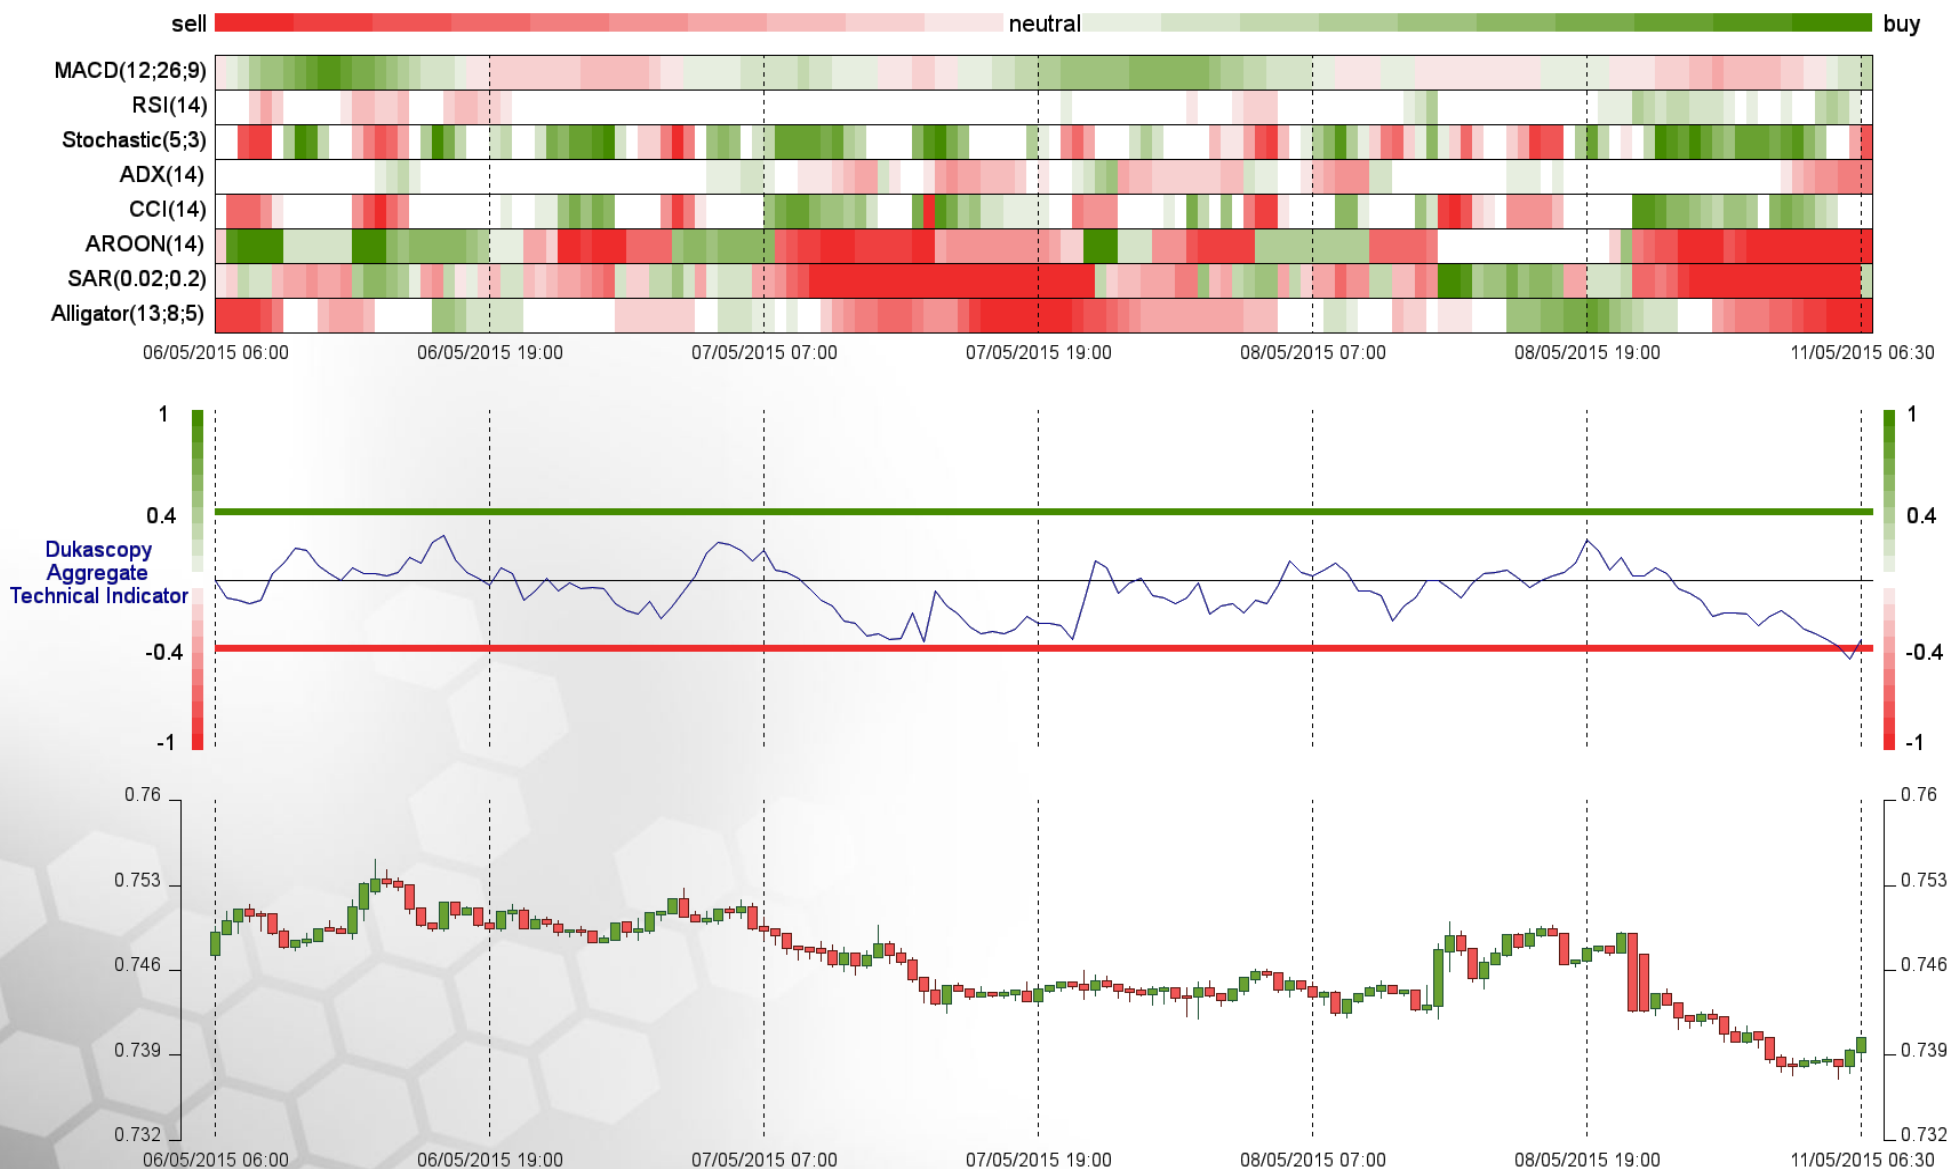 sell neutral buy
MACD(12;26;9)
RSI(14)
Stochastic(5;3)
ADX(14)
CCI(14)
AROON(14)
SAR(0.02;0.2)
Alligator(13;8;5)
06/05/2015 06:00 06/05/2015 19:00 07/05/2015 07:00 07/05/2015 19:00 08/05/2015 07:00 08/05/2015 19:00 11/05/2015 06:30
1 1
0.4 0.4
Dukascopy
Aggregate
Technical Indicator
-0.4 -0.4
-1 -1
0.76 0.76
0.753 0.753
0.746 0.746
0.739 0.739
0.732 0.732
06/05/2015 06:00 06/05/2015 19:00 07/05/2015 07:00 07/05/2015 19:00 08/05/2015 07:00 08/05/2015 19:00 11/05/2015 06:30